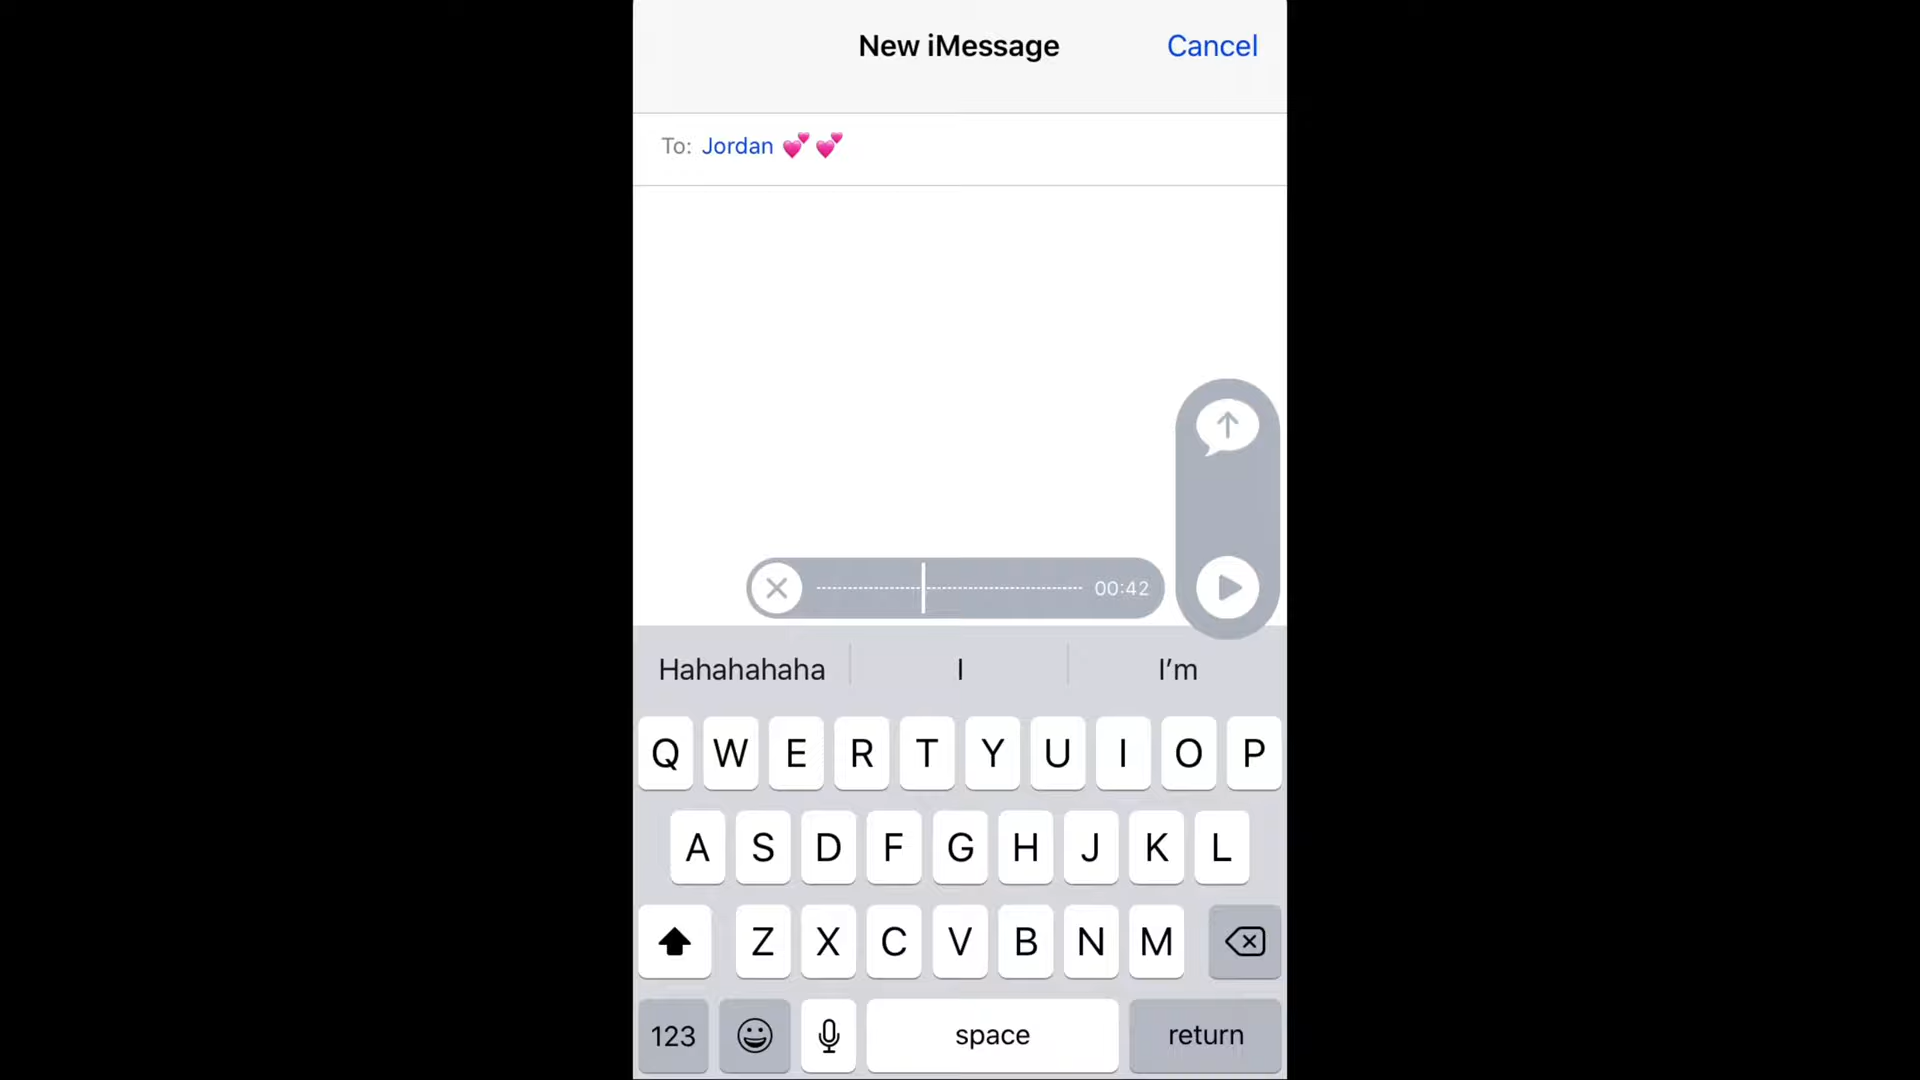 New iMessage Cancel
To: Jordan 💕 💕
00:42
Hahahahaha I I’m
Q W E R T Y U I O P
A S D F G H J K L
Z X C V B N M
123 space return